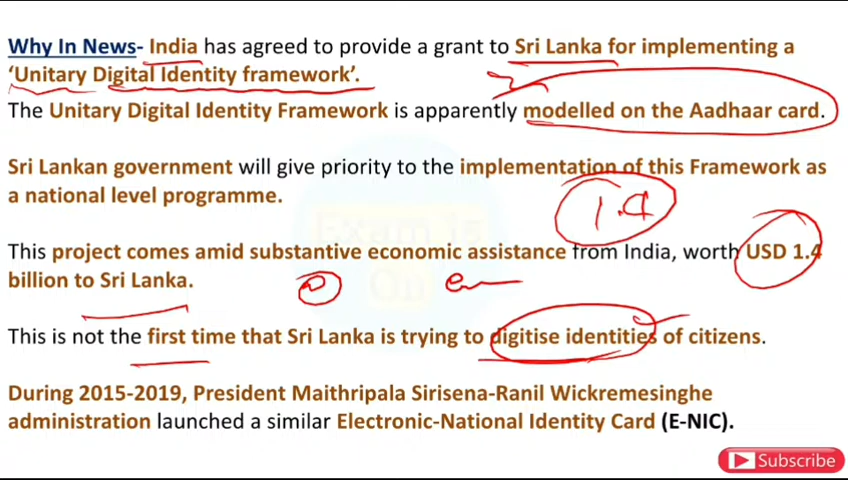 Why In News- India has agreed to provide a grant to Sri Lanka for implementing a
‘Unitary Digital Identity framework’.
The Unitary Digital Identity Framework is apparently modelled on the Aadhaar card.
Sri Lankan government will give priority to the implementation of this Framework as
a national level programme.
1.4
This project comes amid substantive economic assistance from India, worth USD 1.4
billion to Sri Lanka.
Exam is
On
This is not the first time that Sri Lanka is trying to digitise identities of citizens.
During 2015-2019, President Maithripala Sirisena-Ranil Wickremesinghe
administration launched a similar Electronic-National Identity Card (E-NIC).
Subscribe